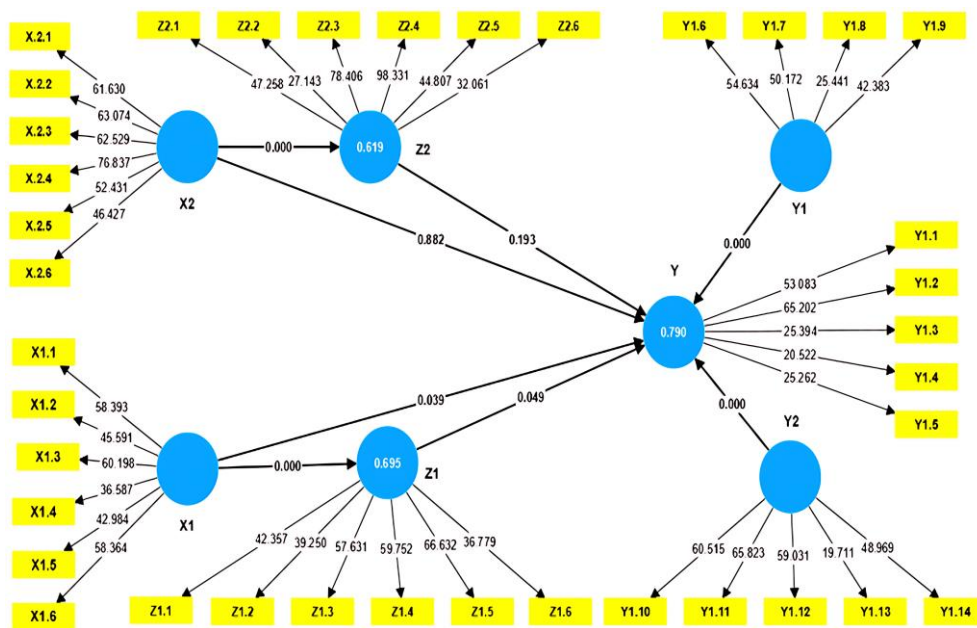 Z2.1 Z2.2 Z2.3 Z2.4 Z2.5 Z2.6
Y1.6 Y1.7 Y1.8 Y1.9
X.2.1
X.2.2
X.2.3
X.2.4
X.2.5
X.2.6
61.630
63.074
62.529
76.837
52.431
46.427
X2
47.258 27.143 78.406 98.331 44.807 32.061
0.619
Z2
54.634 50.172 25.441 42.383
Y1
0.000
0.882
0.193
0.000
Y
0.790
53.083
65.202
25.394
20.522
25.262
Y1.1
Y1.2
Y1.3
Y1.4
Y1.5
X1.1
X1.2
X1.3
X1.4
X1.5
X1.6
58.393
45.591
60.198
36.587
42.984
58.364
X1
0.039
0.000
0.049
0.695
Z1
0.000
Y2
42.357 39.250 57.631 59.752 66.632 36.779
60.515 65.823 59.031 19.711 48.969
Z1.1 Z1.2 Z1.3 Z1.4 Z1.5 Z1.6
Y1.10 Y1.11 Y1.12 Y1.13 Y1.14